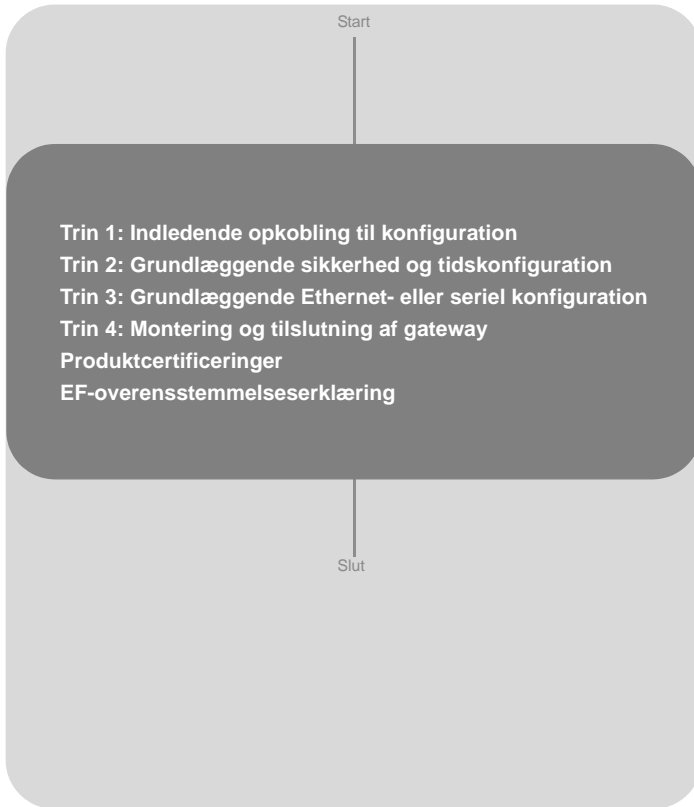 Start
Trin 1: Indledende opkobling til konfiguration
Trin 2: Grundlæggende sikkerhed og tidskonfiguration
Trin 3: Grundlæggende Ethernet- eller seriel konfiguration
Trin 4: Montering og tilslutning af gateway
Produktcertificeringer
EF-overensstemmelseserklæring
Slut